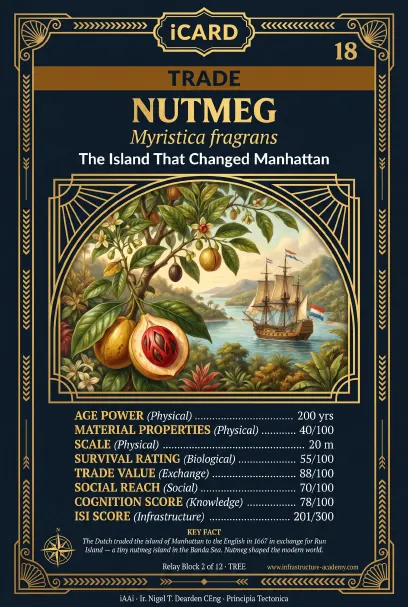 iCARD
18
TRADE
NUTMEG
Myristica fragrans
The Island That Changed Manhattan
AGE POWER (Physical) ................................ 200 yrs
MATERIAL PROPERTIES (Physical) ........... 40/100
SCALE (Physical) .............................................. 20 m
SURVIVAL RATING (Biological) ................... 55/100
TRADE VALUE (Exchange) ............................ 88/100
SOCIAL REACH (Social) ................................. 70/100
COGNITION SCORE (Knowledge) ................. 78/100
ISI SCORE (Infrastructure) ......................... 201/300
N
KEY FACT
The Dutch traded the island of Manhattan to the English in 1667 in exchange for Run
Island — a tiny nutmeg island in the Banda Sea. Nutmeg shaped the modern world.
Relay Block 2 of 12 · TREE
www.infrastructure-academy.com
iAAi · Ir. Nigel T. Dearden CEng · Principia Tectonica